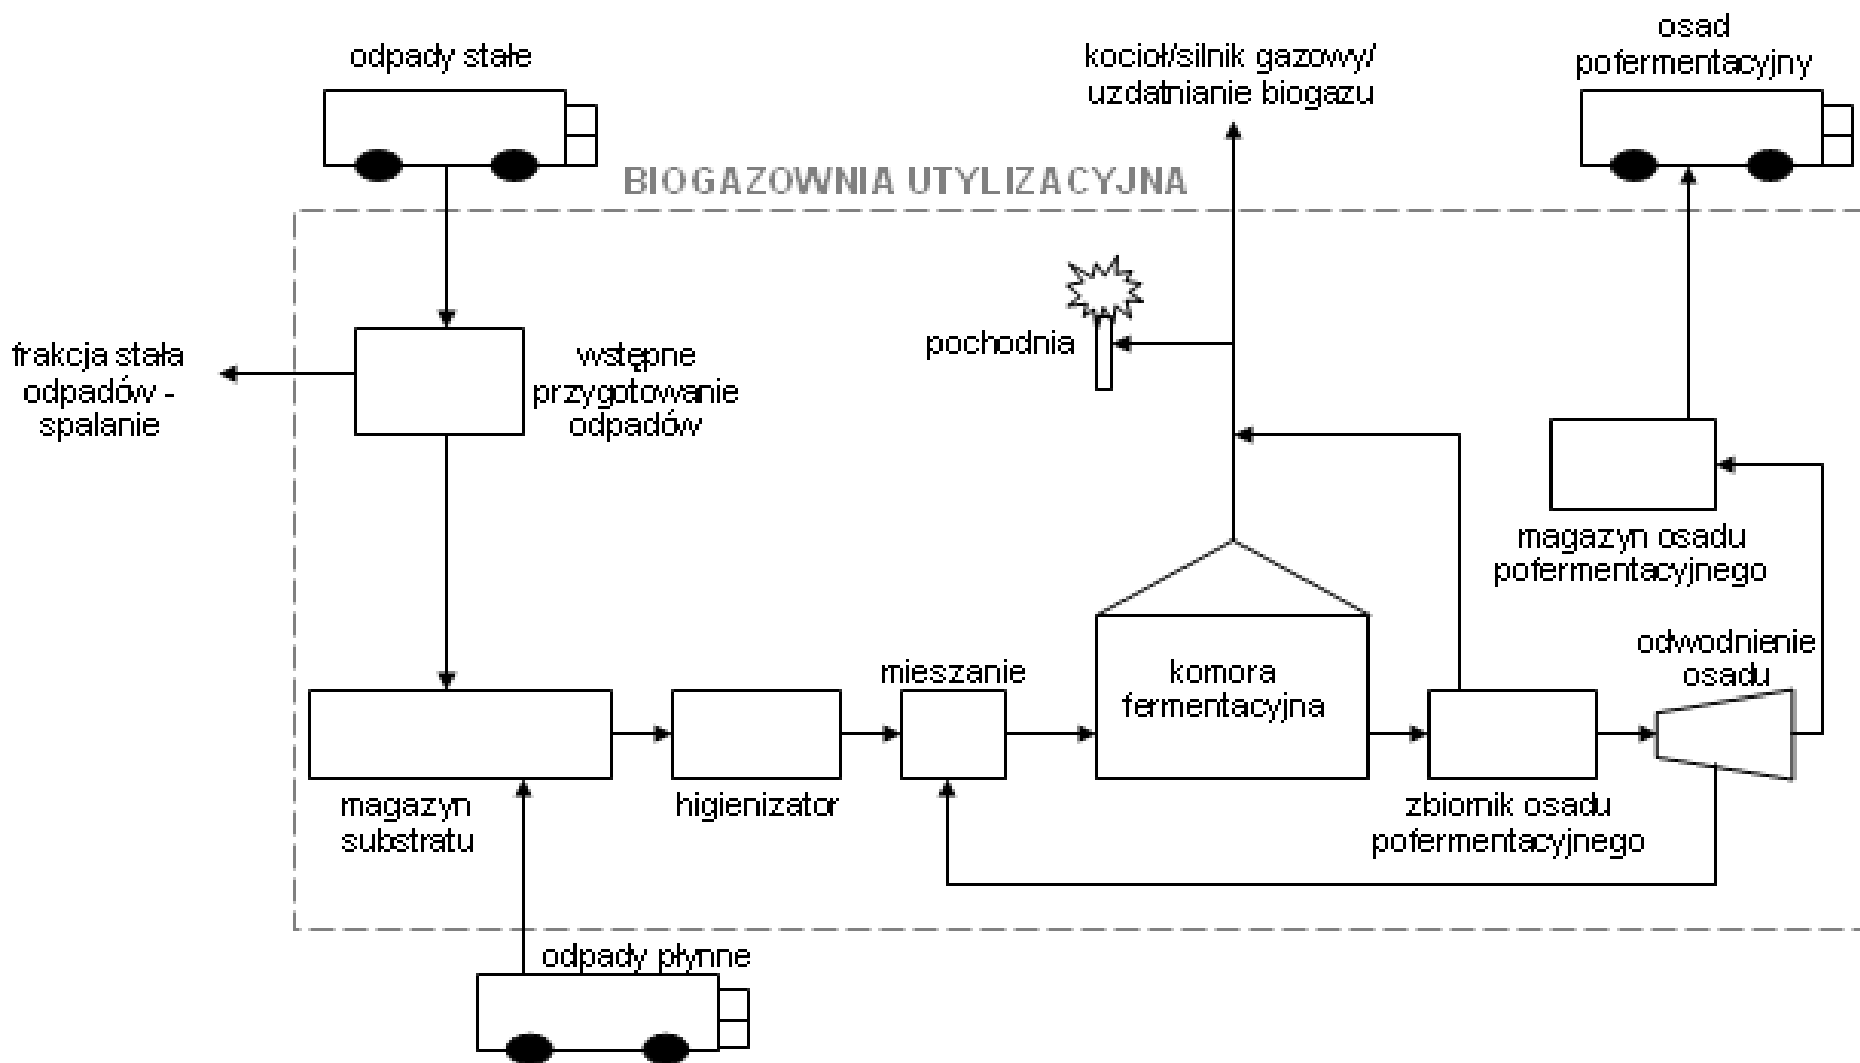 odpady stałe
kocioł/silnik gazowy/
uzdatnianie biogazu
osad
pofermentacyjny
BIOGAZOWNIA UTYLIZACYJNA
frakcja stała
odpadów -
spalanie
wstępne
przygotowanie
odpadów
pochodnia
magazyn osadu
pofermentacyjnego
odwodnienie
osadu
mieszanie
komora
fermentacyjna
magazyn
substratu
higienizator
zbiornik osadu
pofermentacyjnego
odpady płynne